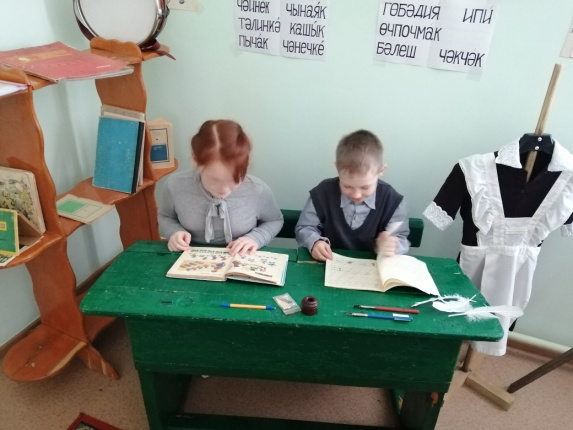 чәйнек чынаяк
тәлинкә кашык
пычак чәнечке
ГӨБӘДИЯ ИПИ
ӨЧПОЧМАК
БӘЛЕШ ЧӘКЧӘК